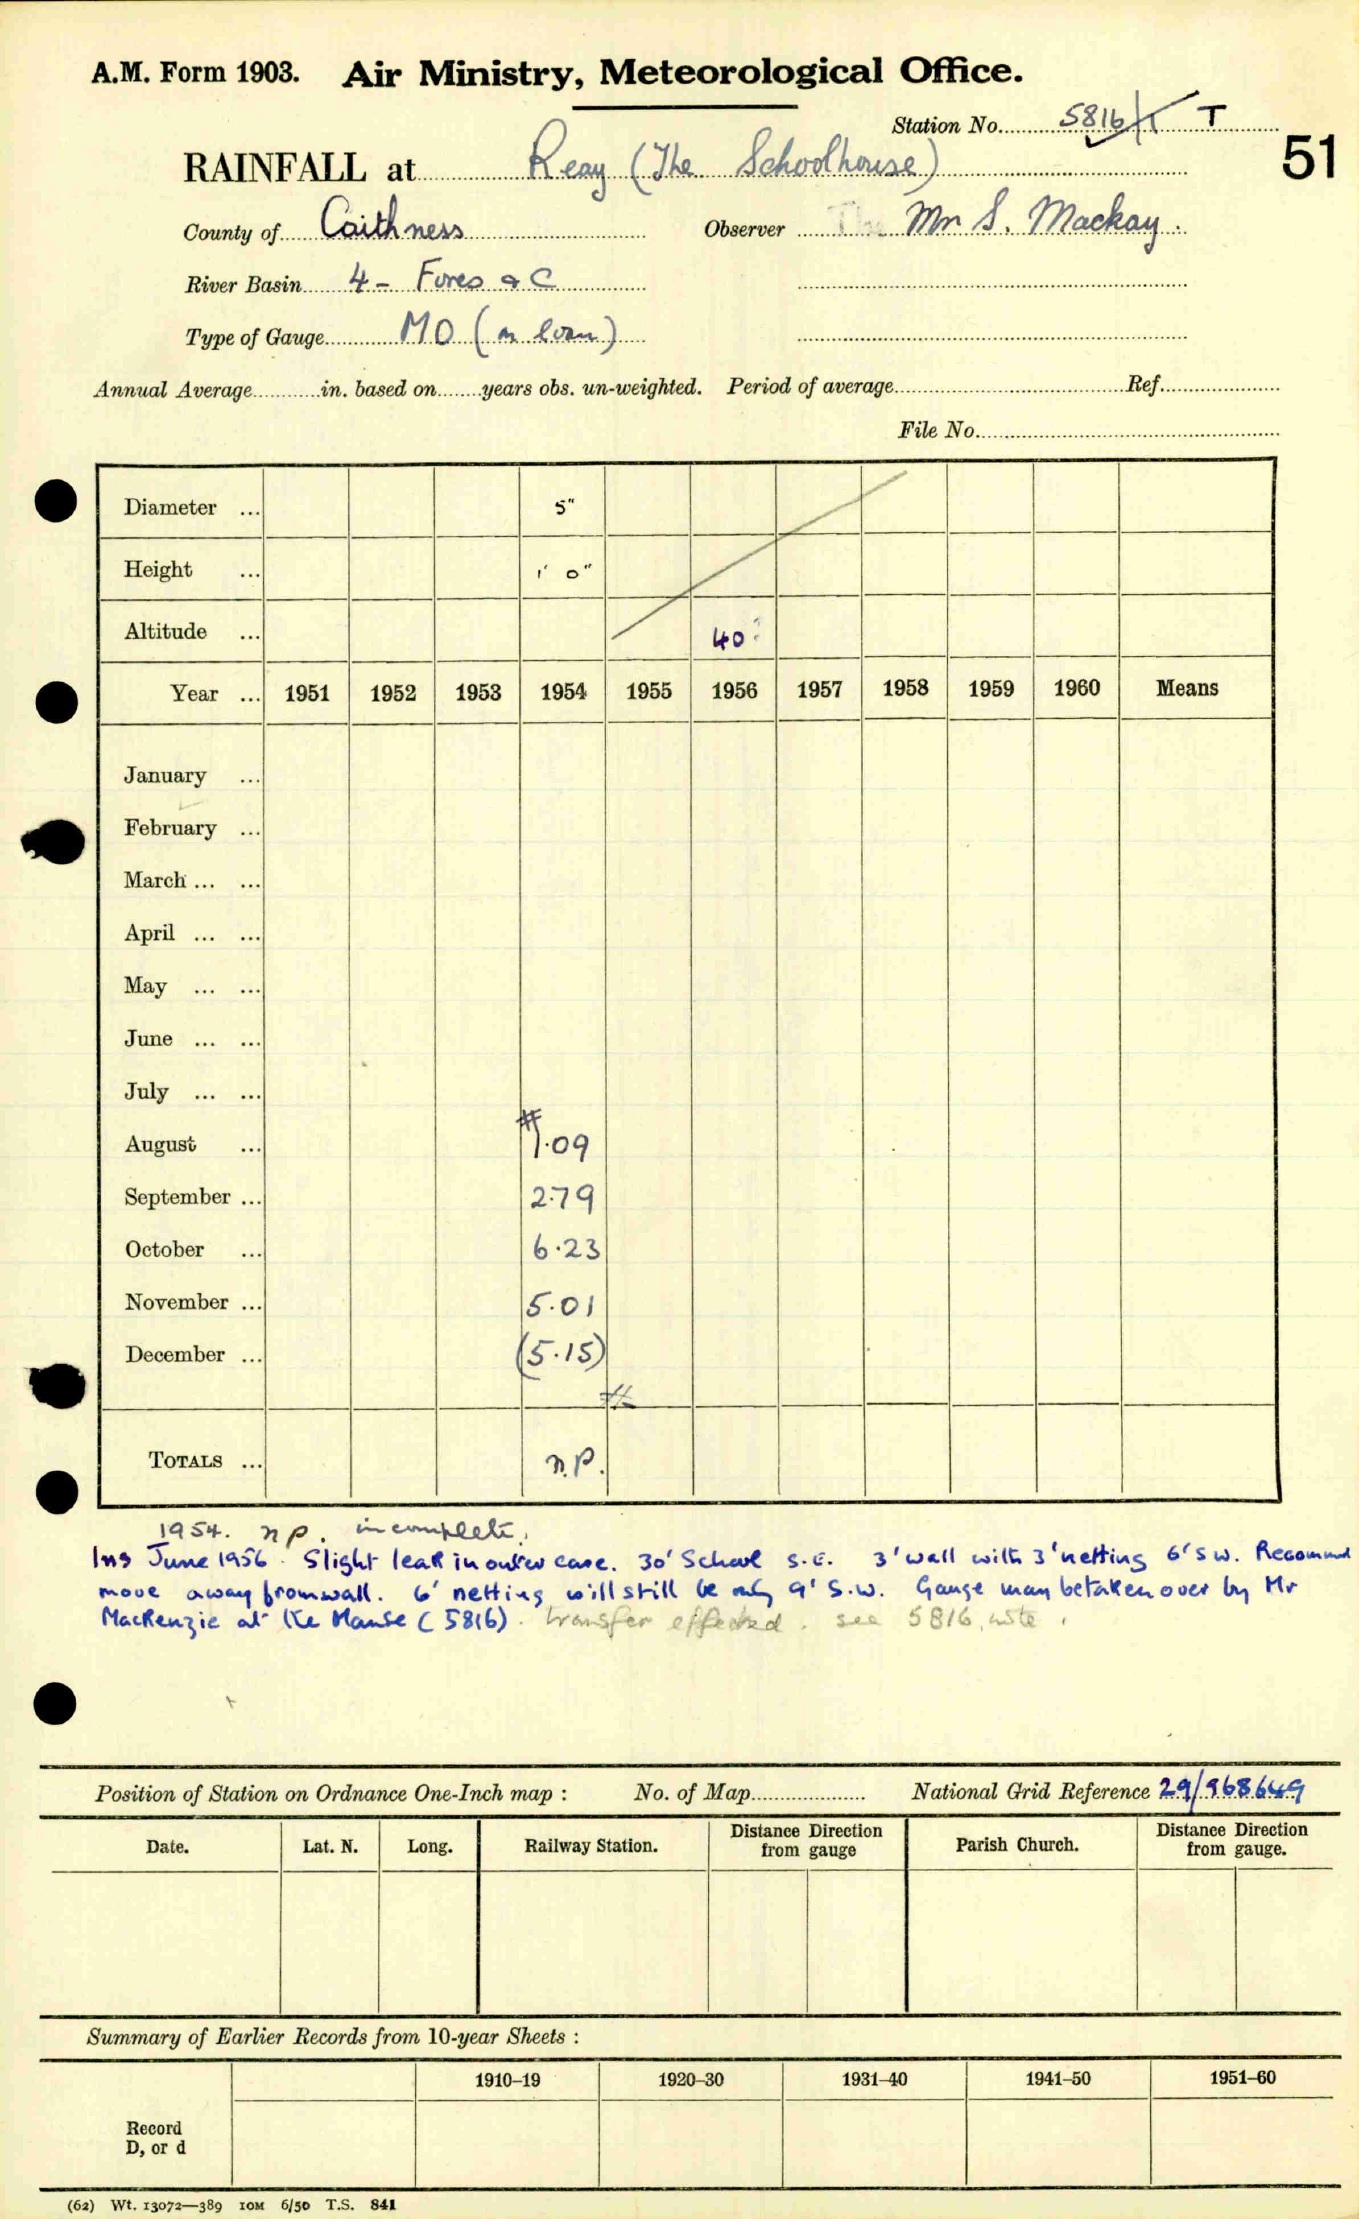 A.M. Form 1903. Air Ministry, Meteorological Office.
Station No. 5816/1 T
51
RAINFALL at Reay (The Schoolhouse)
County of Caithness Observer Mr S. Mackay.
River Basin 4 - Forss & C
Type of Gauge MO (on loan)
Annual Average in. based on years obs. un-weighted. Period of average Ref.
File No.
Diameter ... 5"
Height ... 1' 0"
Altitude ... 40?
Year ... 1951 1952 1953 1954 1955 1956 1957 1958 1959 1960 Means
January ...
February ...
March ... ...
April ... ...
May ... ...
June ... ...
July ... ...
August ... 1.09
September ... 2.79
October ... 6.23
November ... 5.01
December ... (5.15)
TOTALS ... n.p.
1954. np. incomplete.
Ins June 1956. Slight leak in outer case. 30' School S.E. 3' wall with 3' netting 6' SW. Recommend
move away from wall. 6' netting will still be only 9' S.W. Gauge may be taken over by Mr
MacKenzie at the Manse (5816). transfer effected. see 5816, note.
Position of Station on Ordnance One-Inch map : No. of Map National Grid Reference 29/968649
Date. Lat. N. Long. Railway Station. Distance Direction from gauge Parish Church. Distance Direction from gauge.
Summary of Earlier Records from 10-year Sheets :
1910–19 1920–30 1931–40 1941–50 1951–60
Record
D, or d
(62) Wt. 13072—389 10M 6/50 T.S. 841